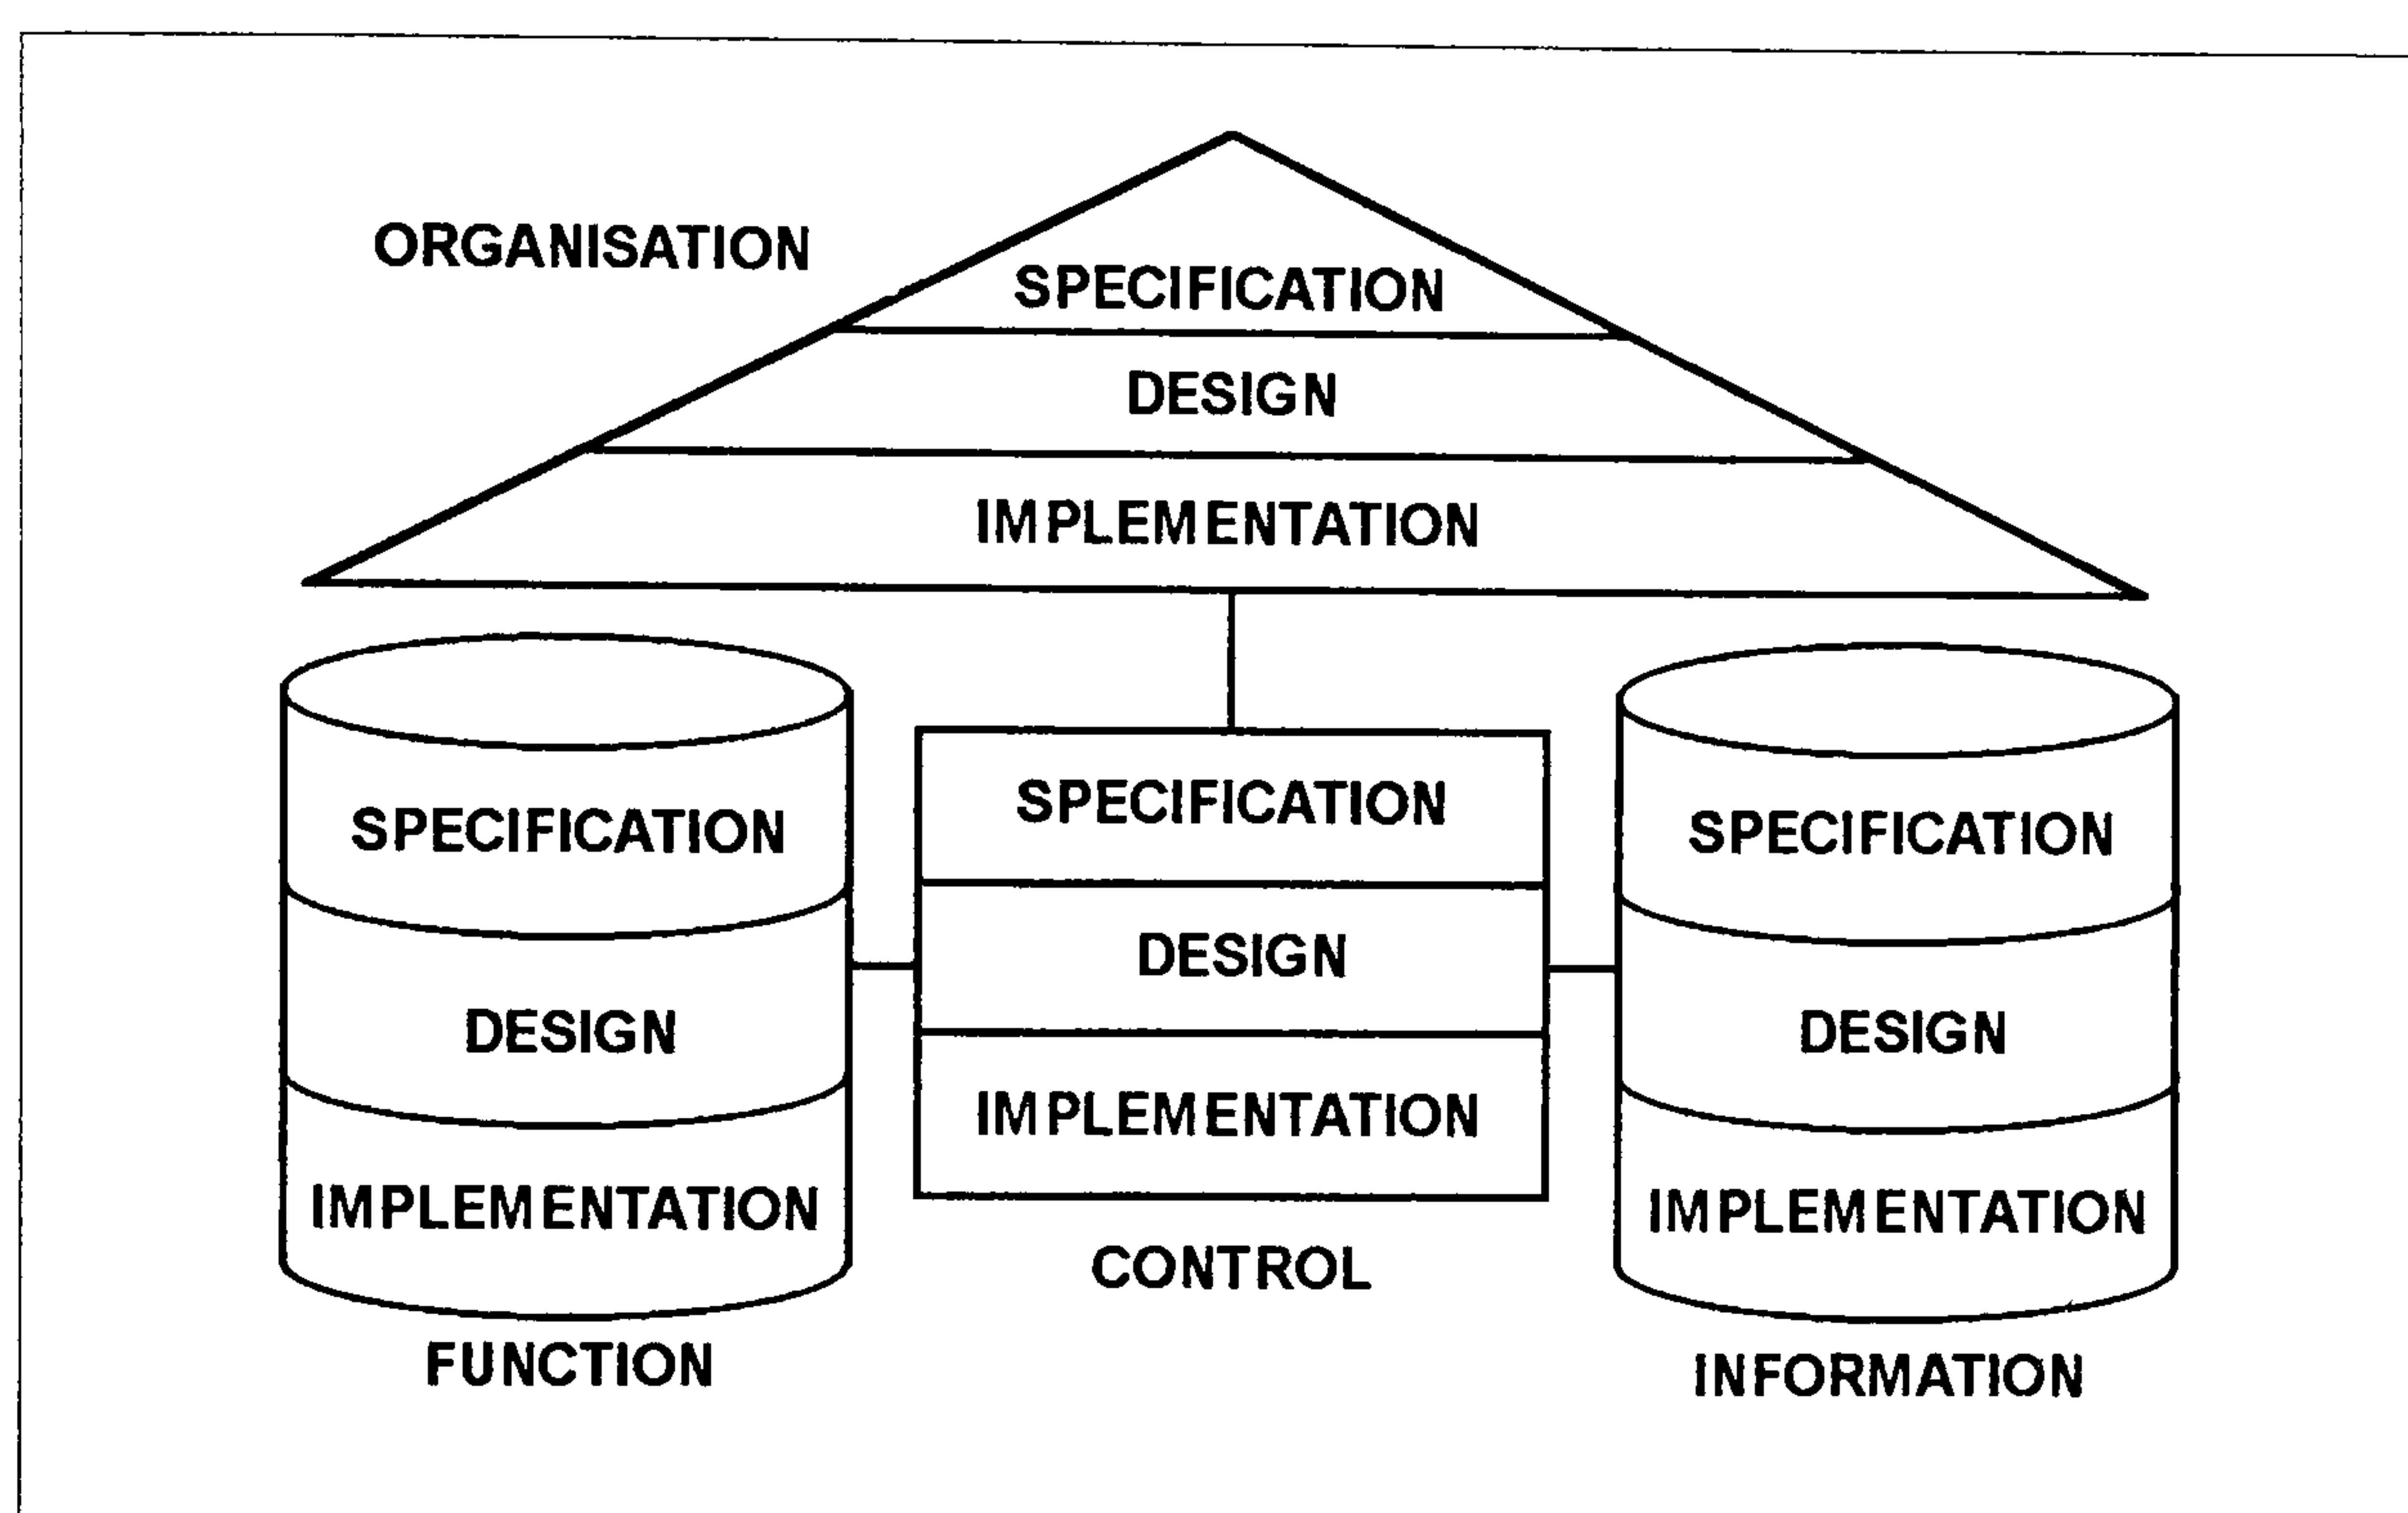 ORGANISATION
SPECIFICATION
DESIGN
IMPLEMENTATION
SPECIFICATION
DESIGN
IMPLEMENTATION
FUNCTION
SPECIFICATION
DESIGN
IMPLEMENTATION
CONTROL
SPECIFICATION
DESIGN
IMPLEMENTATION
INFORMATION